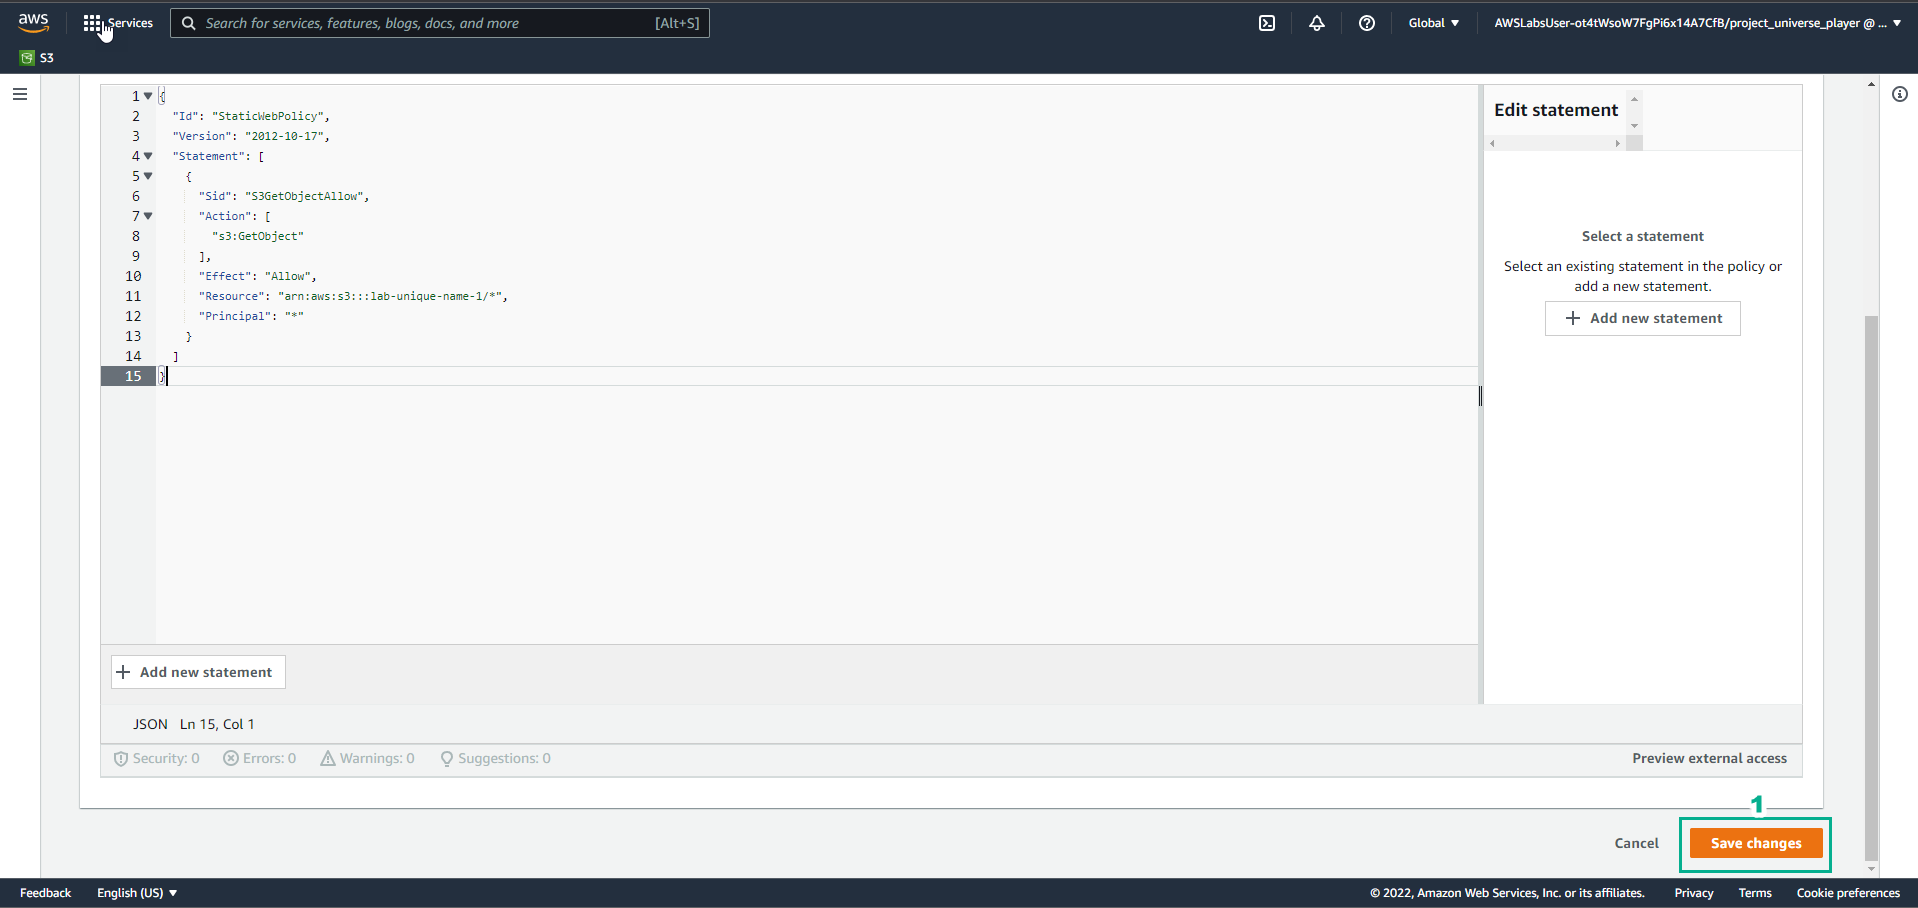 aws
Services
Search for services, features, blogs, docs, and more
[Alt+S]
Global
AWSLabsUser-ot4tWsoW7FgPi6x14A7CfB/project_universe_player @ ...
S3
1 {
2 "Id": "StaticWebPolicy",
3 "Version": "2012-10-17",
4 "Statement": [
5 {
6 "Sid": "S3GetObjectAllow",
7 "Action": [
8 "s3:GetObject"
9 ],
10 "Effect": "Allow",
11 "Resource": "arn:aws:s3:::lab-unique-name-1/*",
12 "Principal": "*"
13 }
14 ]
15 }
Edit statement
Select a statement
Select an existing statement in the policy or
add a new statement.
+ Add new statement
+ Add new statement
JSON Ln 15, Col 1
Security: 0
Errors: 0
Warnings: 0
Suggestions: 0
Preview external access
1
Cancel
Save changes
Feedback
English (US)
© 2022, Amazon Web Services, Inc. or its affiliates.
Privacy
Terms
Cookie preferences